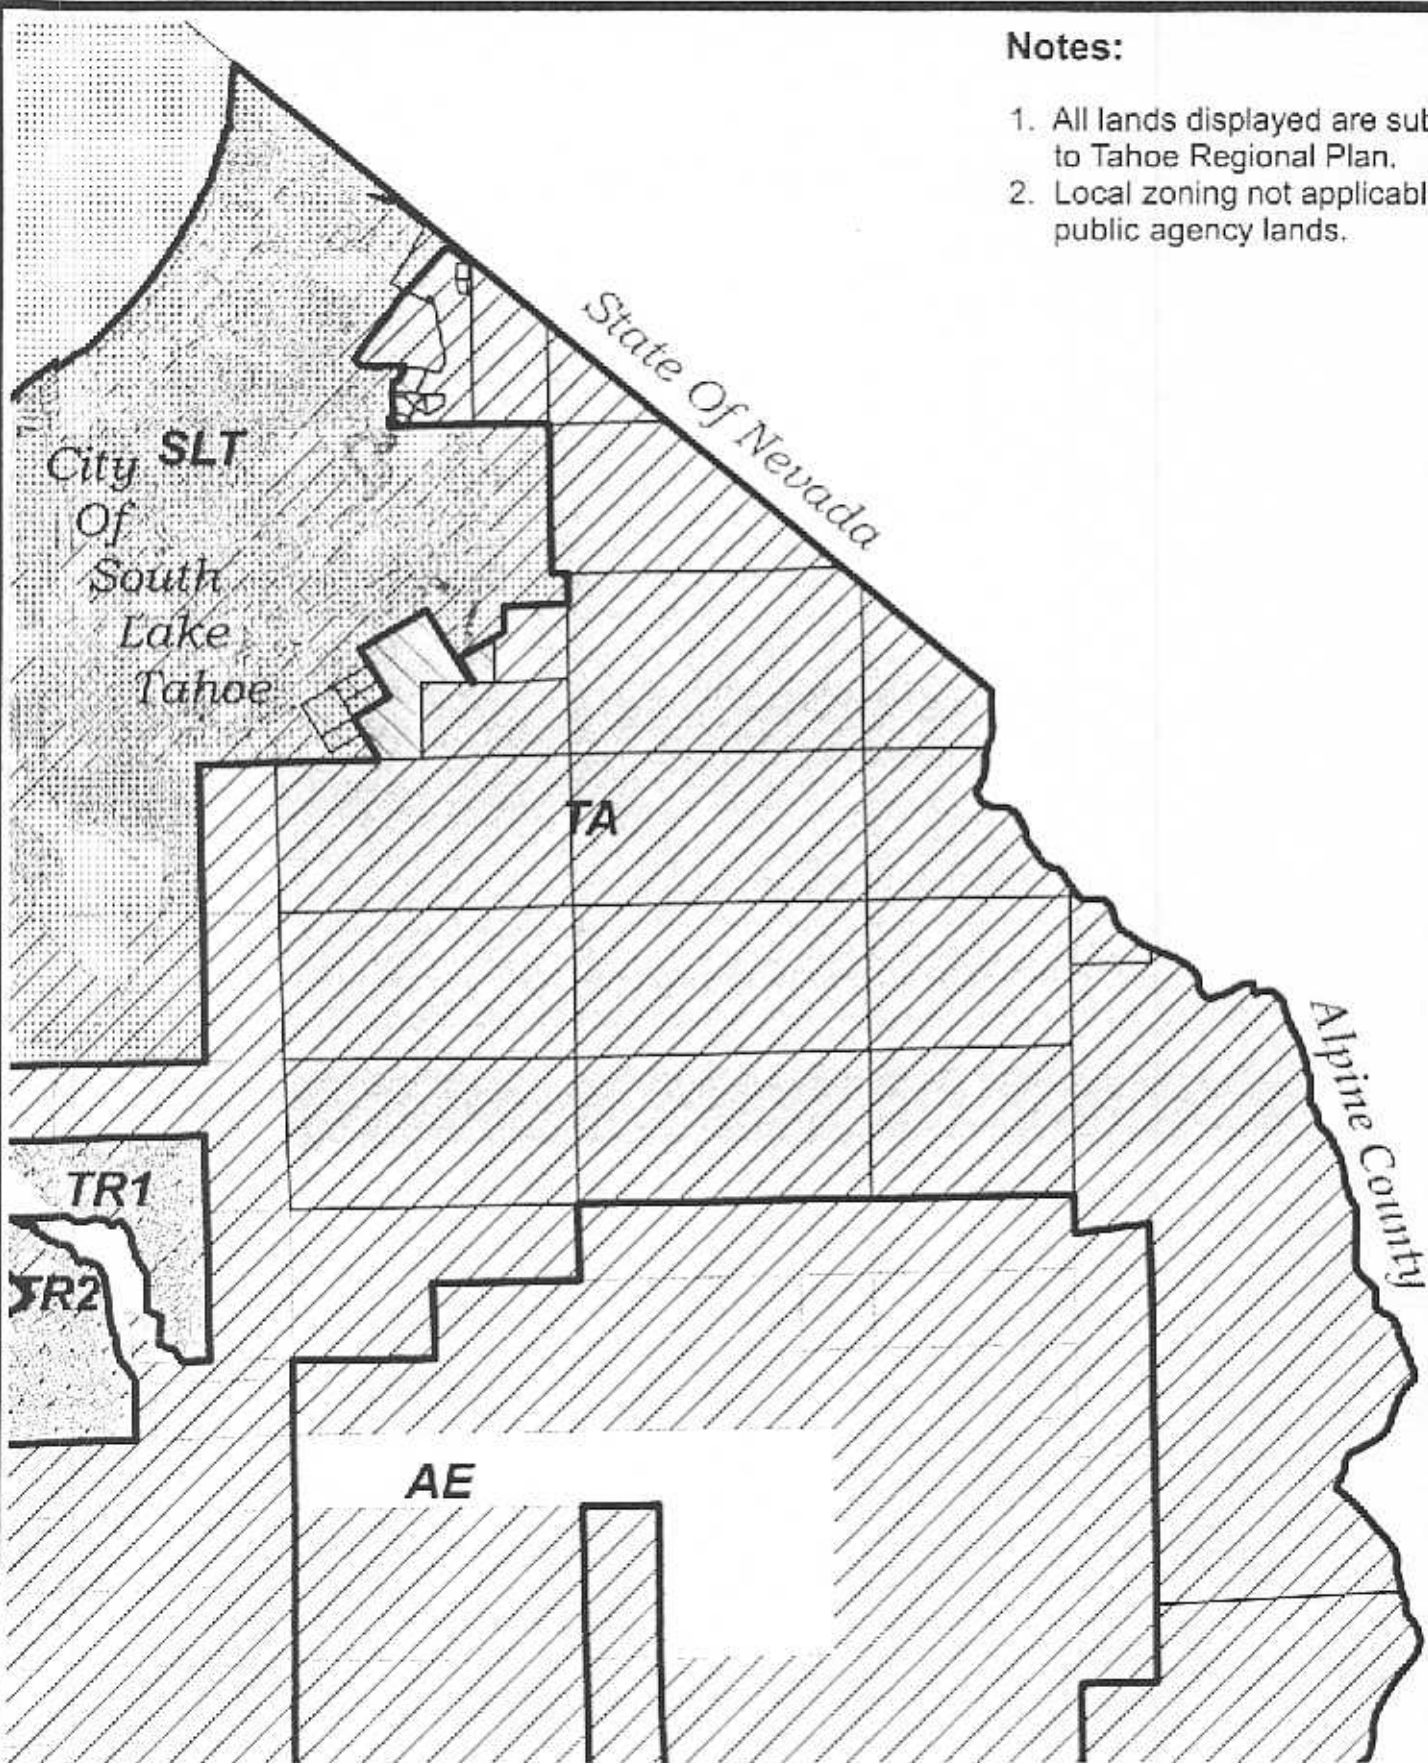 Notes:
1. All lands displayed are sub
to Tahoe Regional Plan.
2. Local zoning not applicabl
public agency lands.
State Of Nevada
SLT
City
Of
South
Lake
Tahoe
TA
Alpine County
TR1
TR2
AE